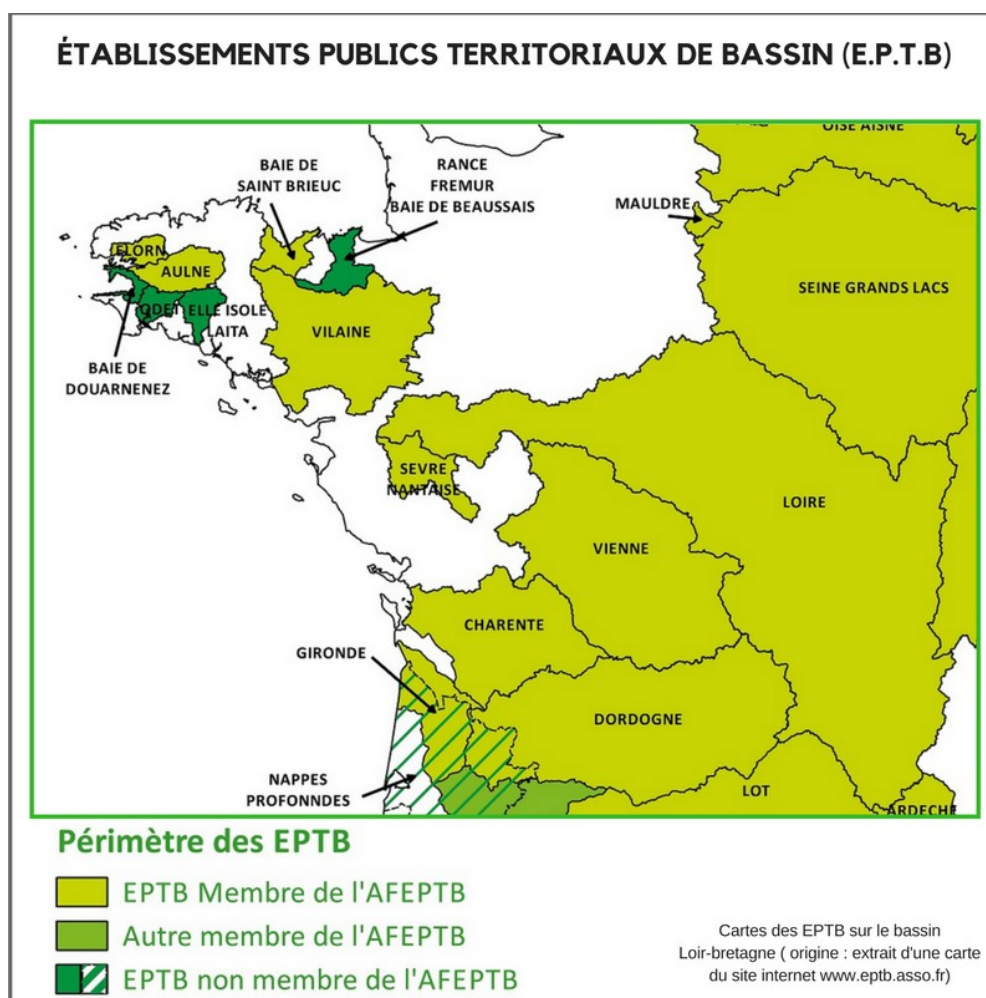 ÉTABLISSEMENTS PUBLICS TERRITORIAUX DE BASSIN (E.P.T.B)
OISE AISNE
BAIE DE
SAINT BRIEUC
RANCE
FREMUR
BAIE DE BEAUSSAIS
MAULDRE
ELORN
AULNE
SEINE GRANDS LACS
ODET
ELLE ISOLE
LAITA
VILAINE
BAIE DE
DOUARNENEZ
SEVRE
NANTAISE
LOIRE
VIENNE
CHARENTE
GIRONDE
DORDOGNE
NAPPES
PROFONNDES
LOT
ARDECHE
Périmètre des EPTB
EPTB Membre de l'AFEPTB
Autre membre de l'AFEPTB
EPTB non membre de l'AFEPTB
Cartes des EPTB sur le bassin
Loir-bretagne ( origine : extrait d'une carte
du site internet www.eptb.asso.fr)